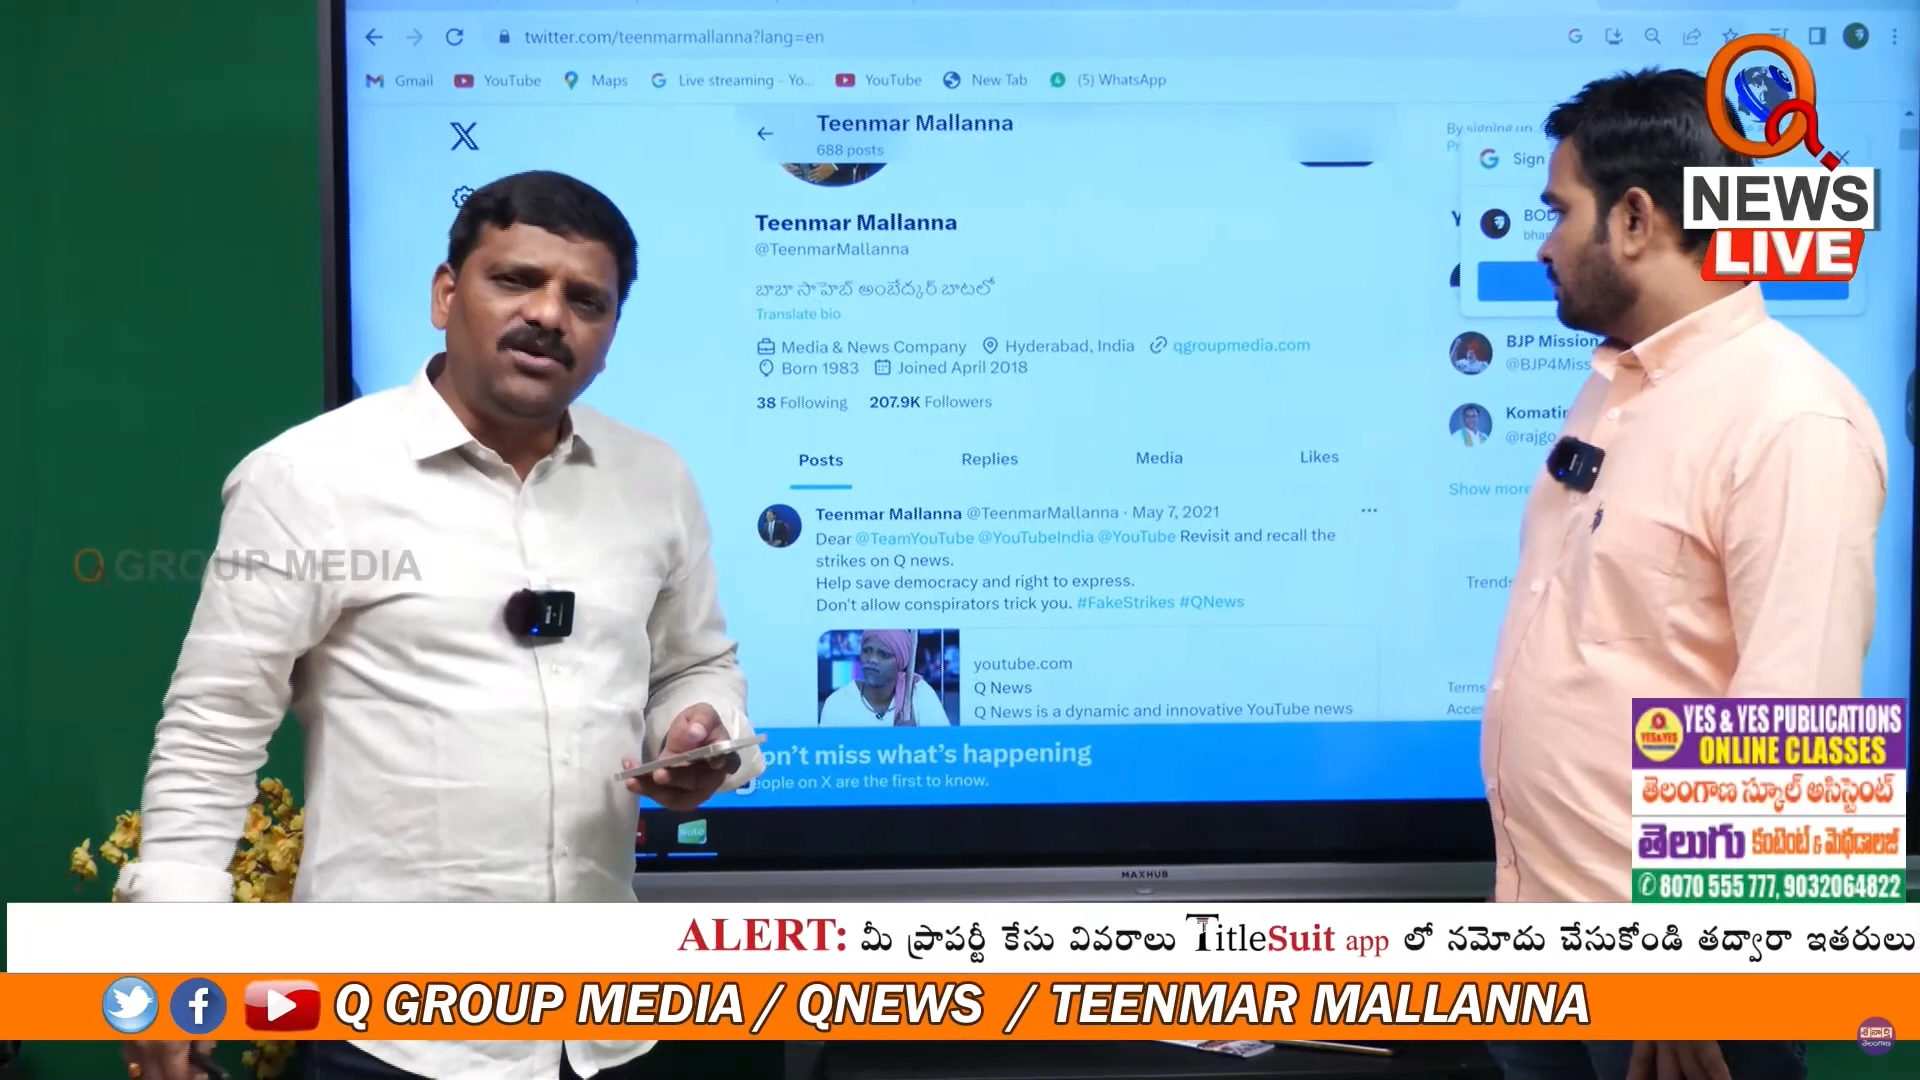 twitter.com/teenmarmallanna?lang=en
Gmail YouTube Maps Live streaming - Yo... YouTube New Tab (5) WhatsApp
Teenmar Mallanna
688 posts
Teenmar Mallanna
@TeenmarMallanna
బాబా సాహెబ్ అంబేద్కర్ బాటలో
Translate bio
Media & News Company Hyderabad, India qgroupmedia.com
Born 1983 Joined April 2018
38 Following 207.9K Followers
Posts Replies Media Likes
Teenmar Mallanna @TeenmarMallanna · May 7, 2021
Dear @TeamYouTube @YouTubeIndia @YouTube Revisit and recall the
strikes on Q news.
Help save democracy and right to express.
Don't allow conspirators trick you. #FakeStrikes #QNews
youtube.com
Q News
Q News is a dynamic and innovative YouTube news
on't miss what's happening
eople on X are the first to know.
By signing up,
Sign
BJP Mission
@BJP4Miss
Komatir
@rajgo
Show more
Trends
Terms
Acces
MAXHUB
Q GROUP MEDIA
Q
NEWS
LIVE
YES & YES PUBLICATIONS
ONLINE CLASSES
తెలంగాణ స్కూల్ అసిస్టెంట్
తెలుగు కంటెంట్ & మెథడాలజీ
8070 555 777, 9032064822
ALERT: మీ ప్రాపర్టీ కేసు వివరాలు TitleSuit app లో నమోదు చేసుకోండి తద్వారా ఇతరులు
Q GROUP MEDIA / QNEWS / TEENMAR MALLANNA